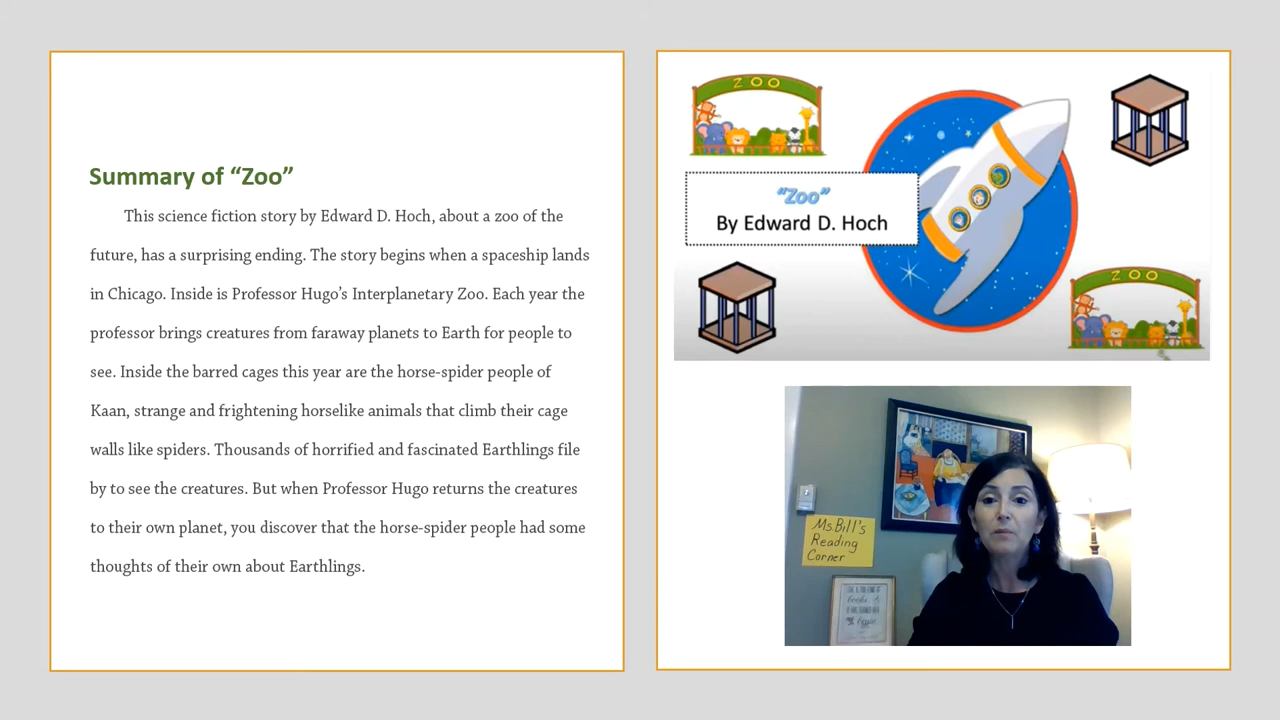 Summary of “Zoo”
This science fiction story by Edward D. Hoch, about a zoo of the
future, has a surprising ending. The story begins when a spaceship lands
in Chicago. Inside is Professor Hugo’s Interplanetary Zoo. Each year the
professor brings creatures from faraway planets to Earth for people to
see. Inside the barred cages this year are the horse-spider people of
Kaan, strange and frightening horselike animals that climb their cage
walls like spiders. Thousands of horrified and fascinated Earthlings file
by to see the creatures. But when Professor Hugo returns the creatures
to their own planet, you discover that the horse-spider people had some
thoughts of their own about Earthlings.
ZOO
“Zoo”
By Edward D. Hoch
ZOO
Ms. Bill's
Reading
Corner
books